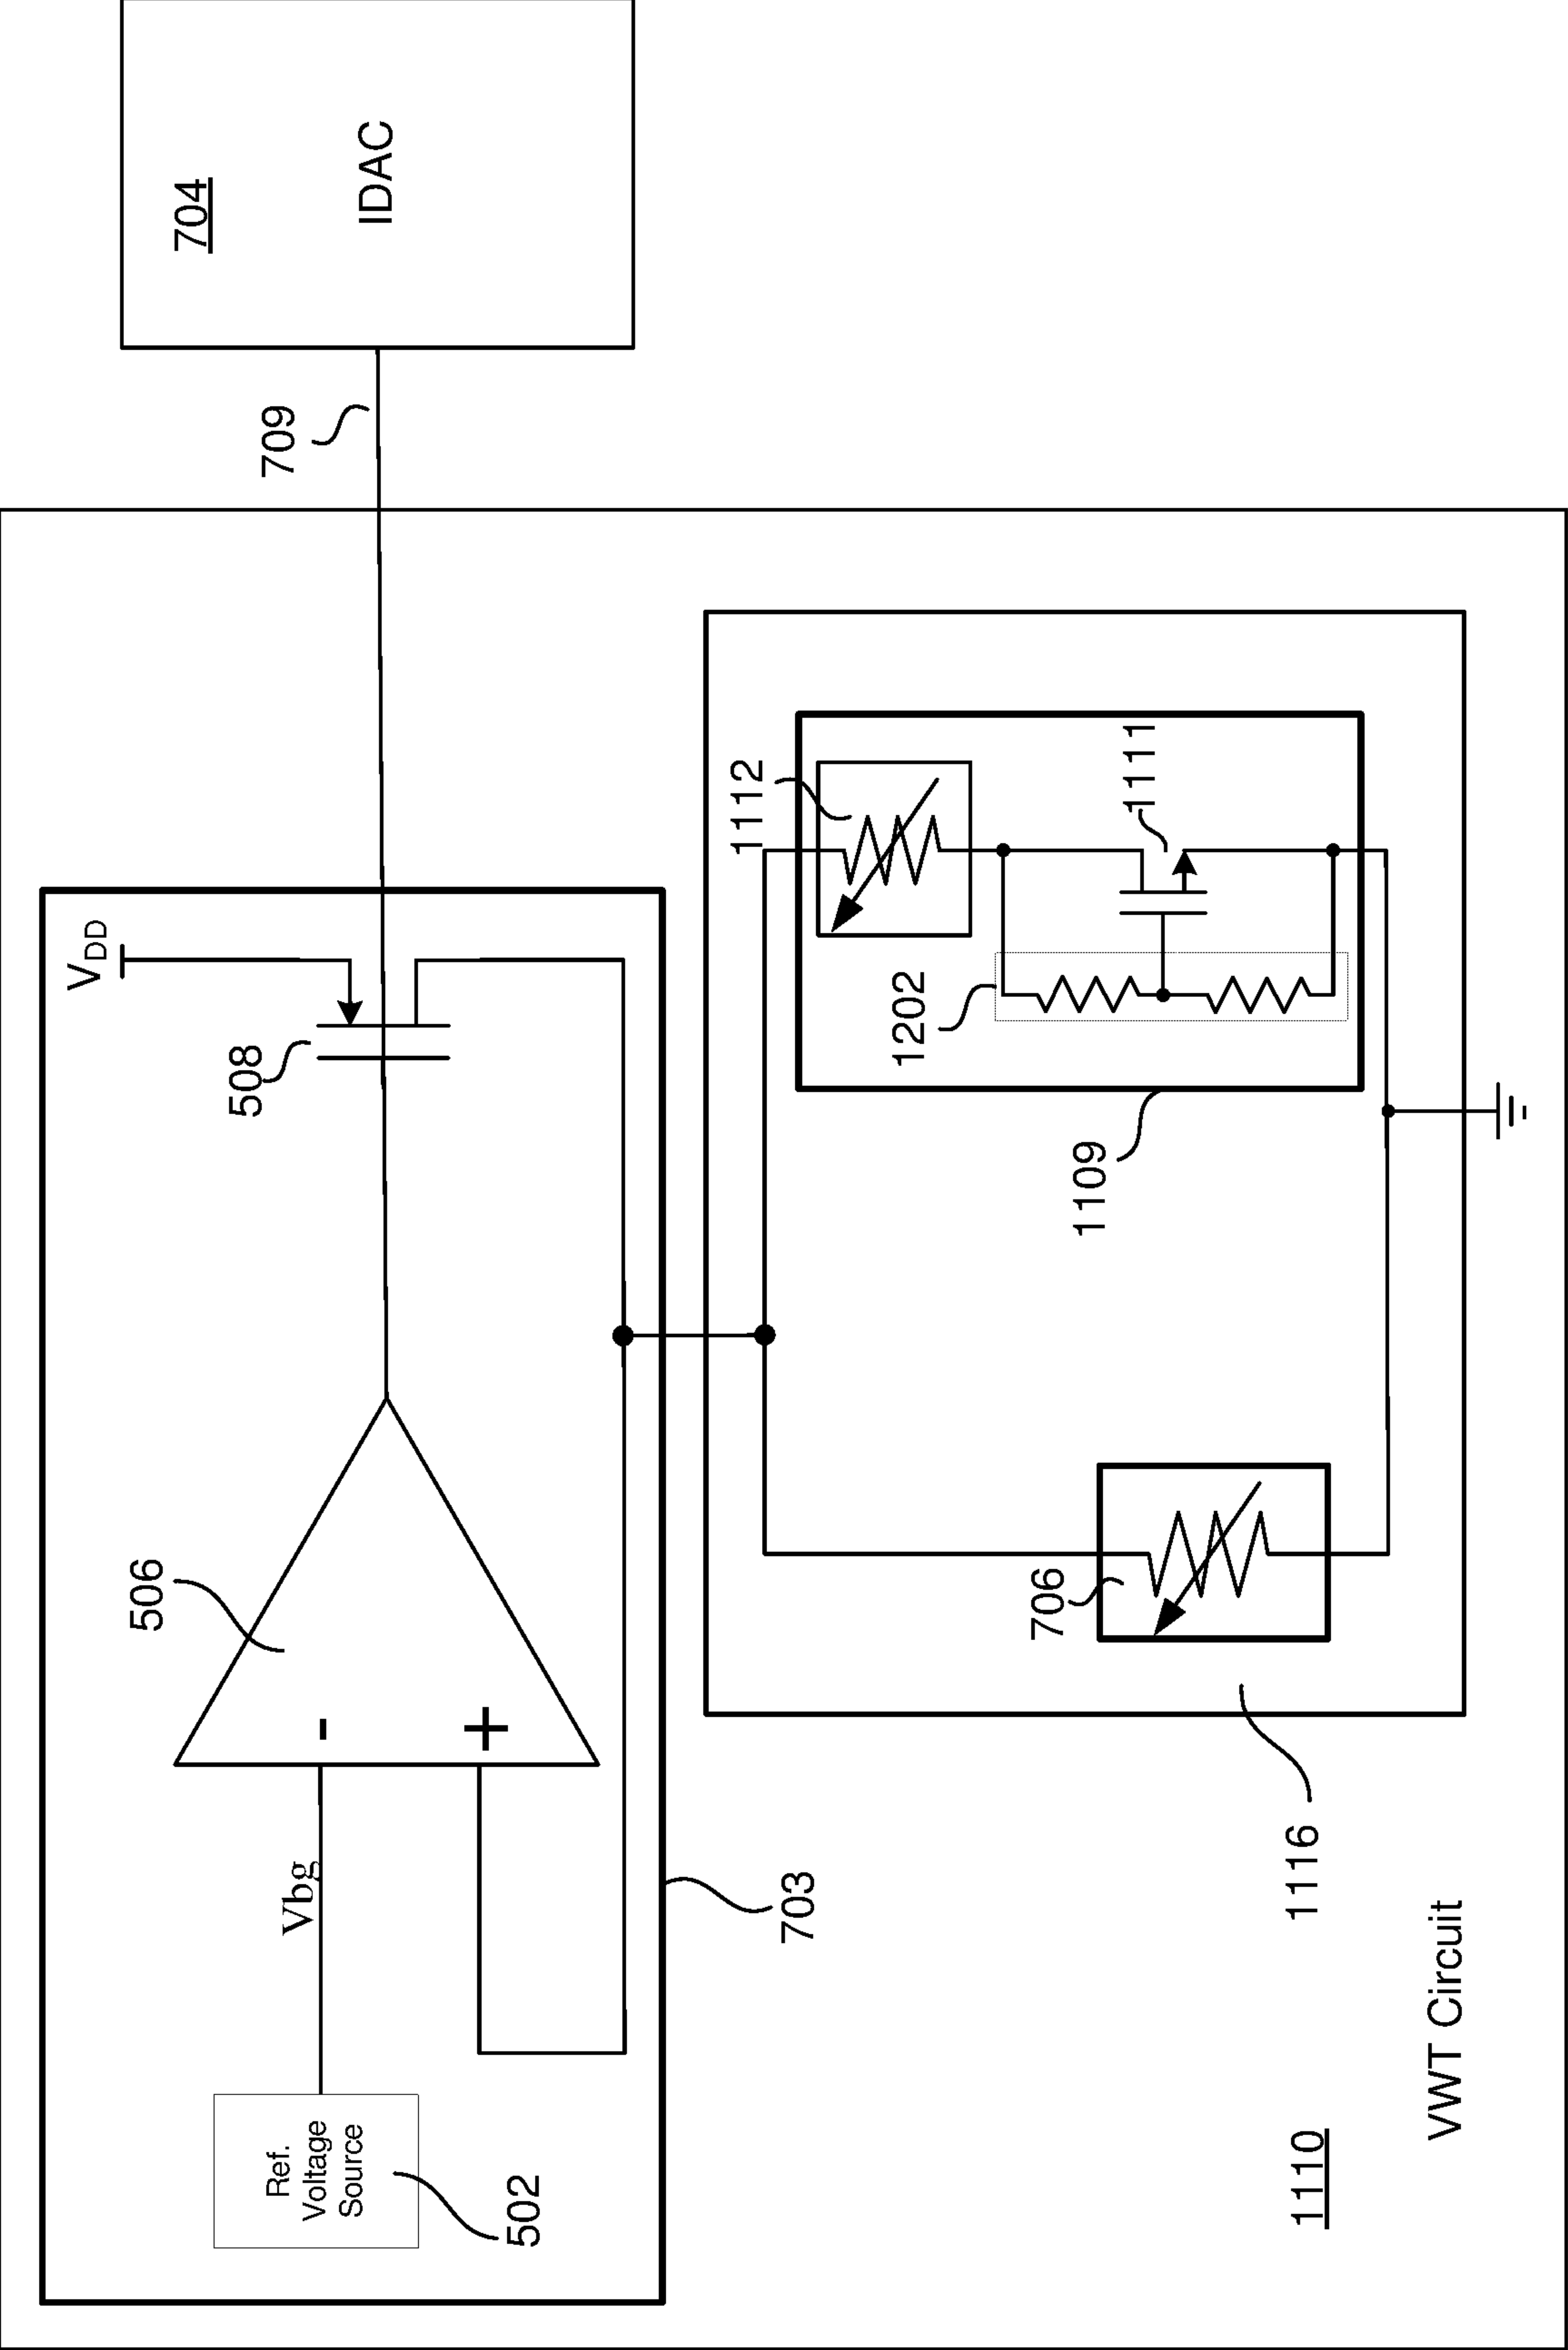 704
IDAC
709
V DD
508
506
-
+
Vbg
Ref.
Voltage
Source
502
703
1112
1111
1202
1109
706
1116
1110
VWT Circuit